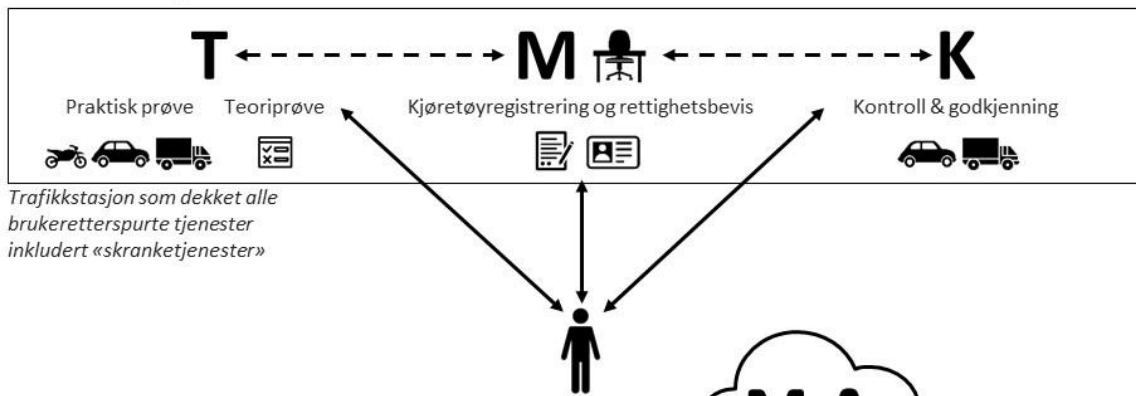 T M K
Praktisk prøve Teoriprøve Kjøretøyregistrering og rettighetsbevis Kontroll & godkjenning
Trafikkstasjon som dekket alle
brukeretterspurte tjenester
inkludert «skranketjenester»